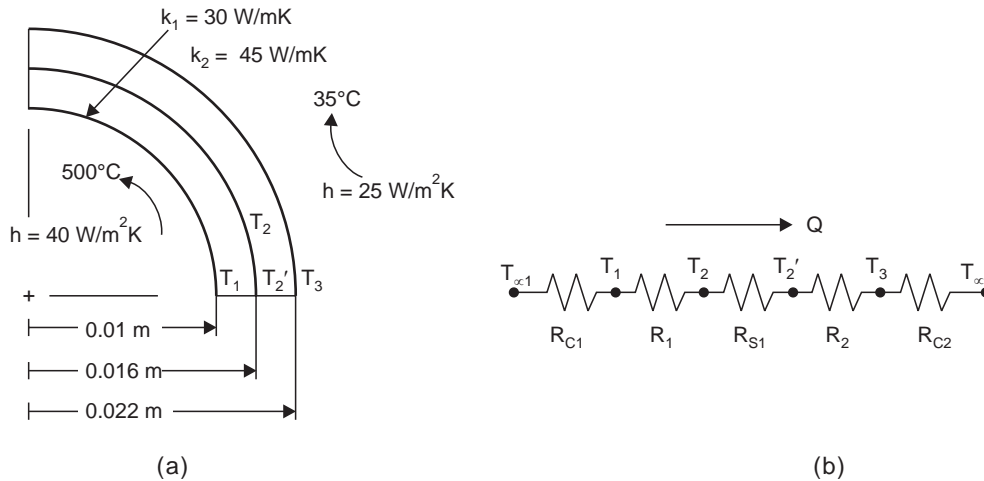 k1 = 30 W/mK
k2 = 45 W/mK
35°C
500°C
h = 25 W/m²K
h = 40 W/m²K
T2
T1
T2′
T3
+
0.01 m
0.016 m
0.022 m
(a)
Q
T∝1
T1
T2
T2′
T3
T∝
RC1
R1
RS1
R2
RC2
(b)